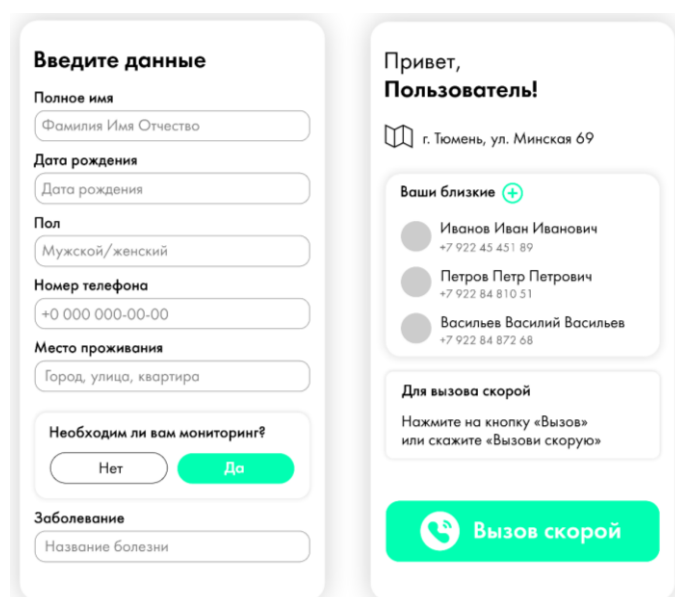 Введите данные
Полное имя
Фамилия Имя Отчество
Дата рождения
Дата рождения
Пол
Мужской/женский
Номер телефона
+0 000 000-00-00
Место проживания
Город, улица, квартира
Необходим ли вам мониторинг?
Нет
Да
Заболевание
Название болезни
Привет,
Пользователь!
г. Тюмень, ул. Минская 69
Ваши близкие
Иванов Иван Иванович
+7 922 45 451 89
Петров Петр Петрович
+7 922 84 810 51
Васильев Василий Васильев
+7 922 84 872 68
Для вызова скорой
Нажмите на кнопку «Вызов»
или скажите «Вызови скорую»
Вызов скорой